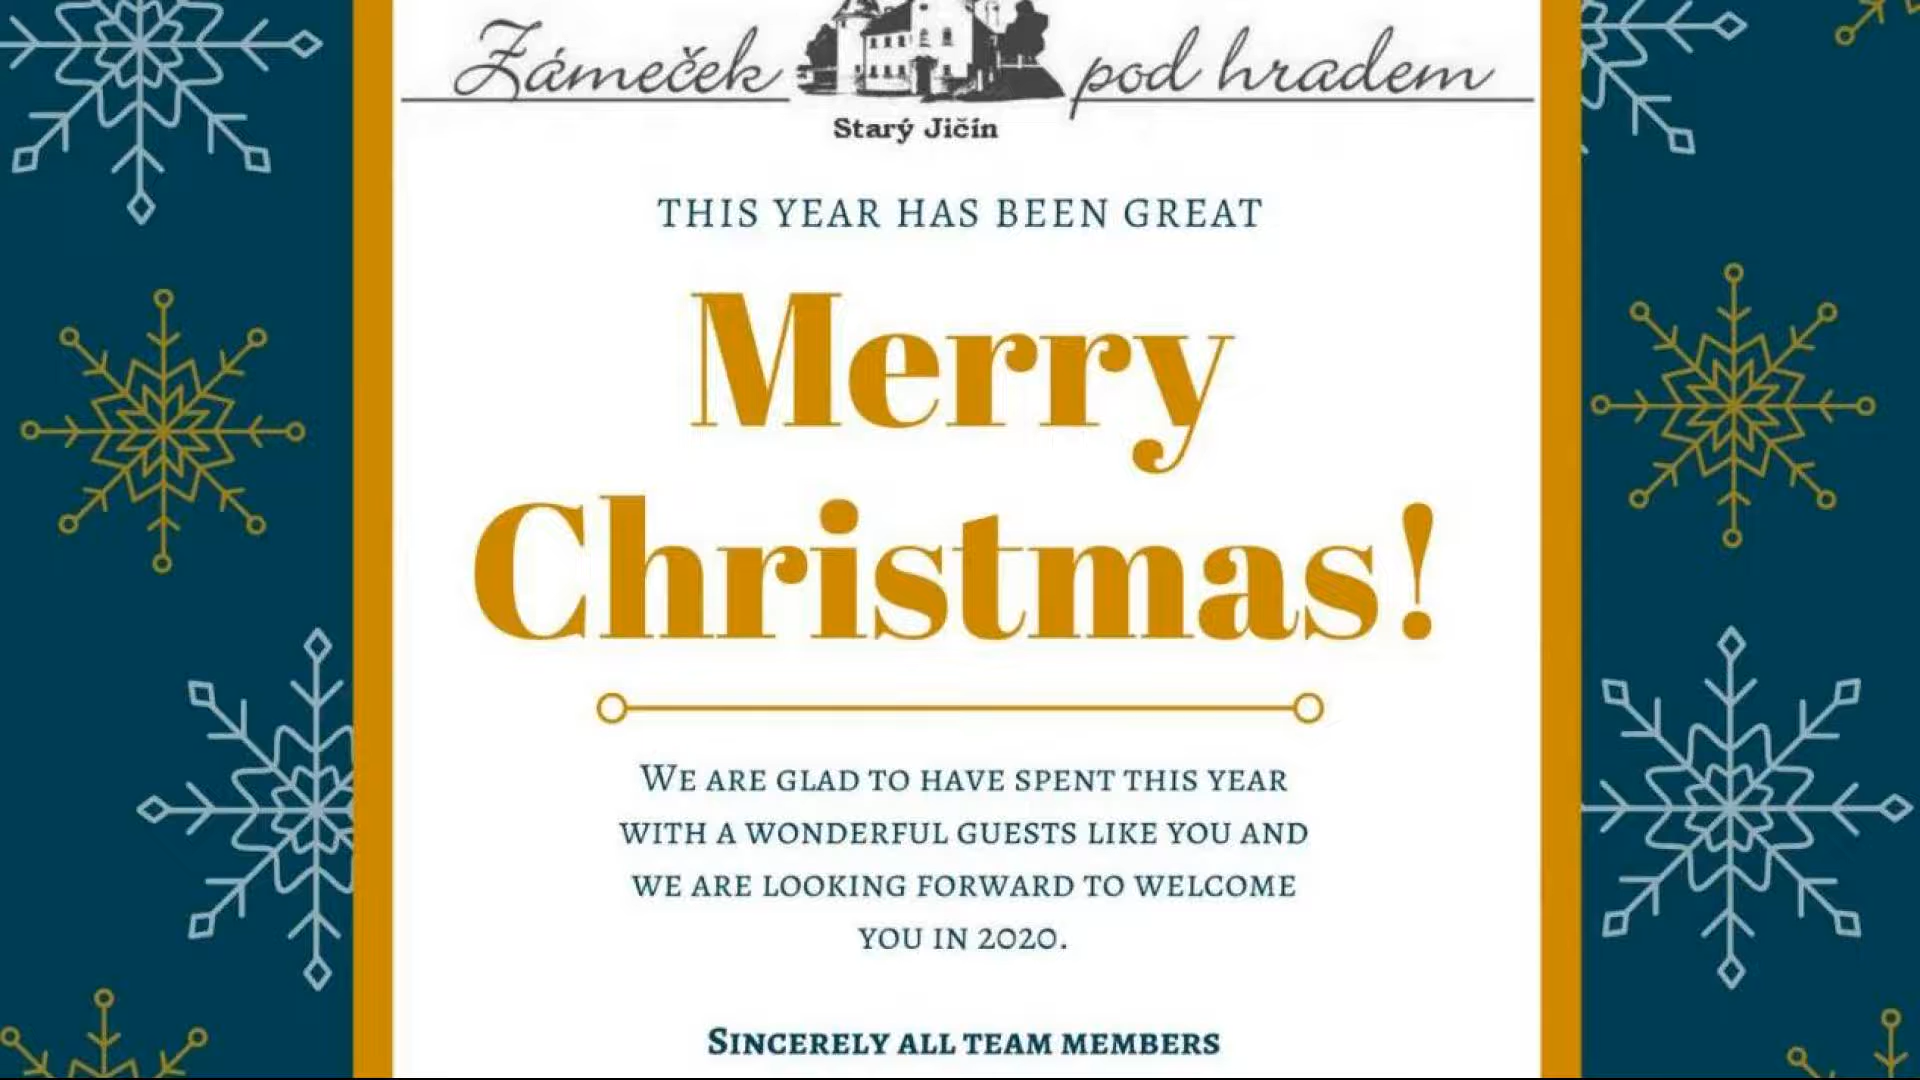 Zámeček pod hradem
Starý Jičín
THIS YEAR HAS BEEN GREAT
Merry
Christmas!
WE ARE GLAD TO HAVE SPENT THIS YEAR
WITH A WONDERFUL GUESTS LIKE YOU AND
WE ARE LOOKING FORWARD TO WELCOME
YOU IN 2020.
SINCERELY ALL TEAM MEMBERS